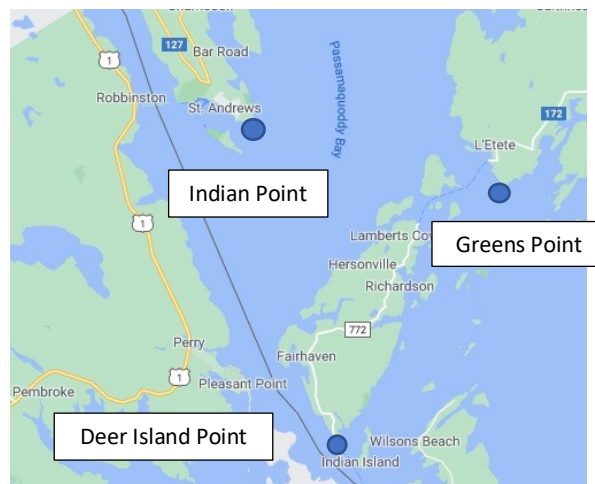 127
Bar Road
1
Robbinston
St. Andrews
Passamaquoddy
Bay
172
L'Etete
Indian Point
Greens Point
1
Lamberts Co
Hersonville
Richardson
772
Perry
Fairhaven
1
Pleasant Point
Pembroke
Deer Island Point
Wilsons Beach
Indian Island